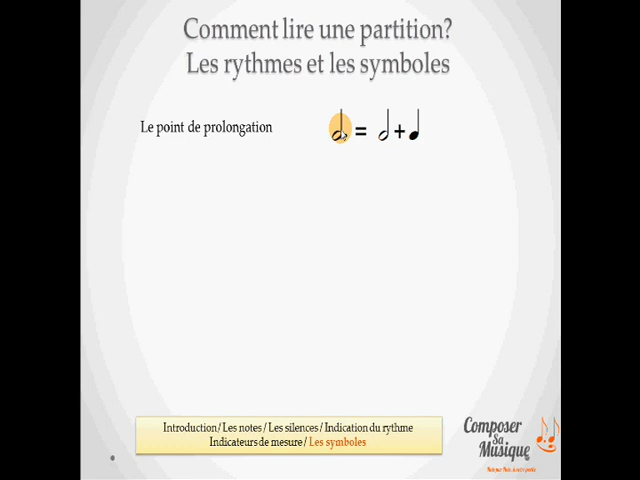 Comment lire une partition?
Les rythmes et les symboles
Le point de prolongation
= +
Introduction / Les notes / Les silences / Indication du rythme
Indicateurs de mesure / Les symboles
Composer
Sa
Musique